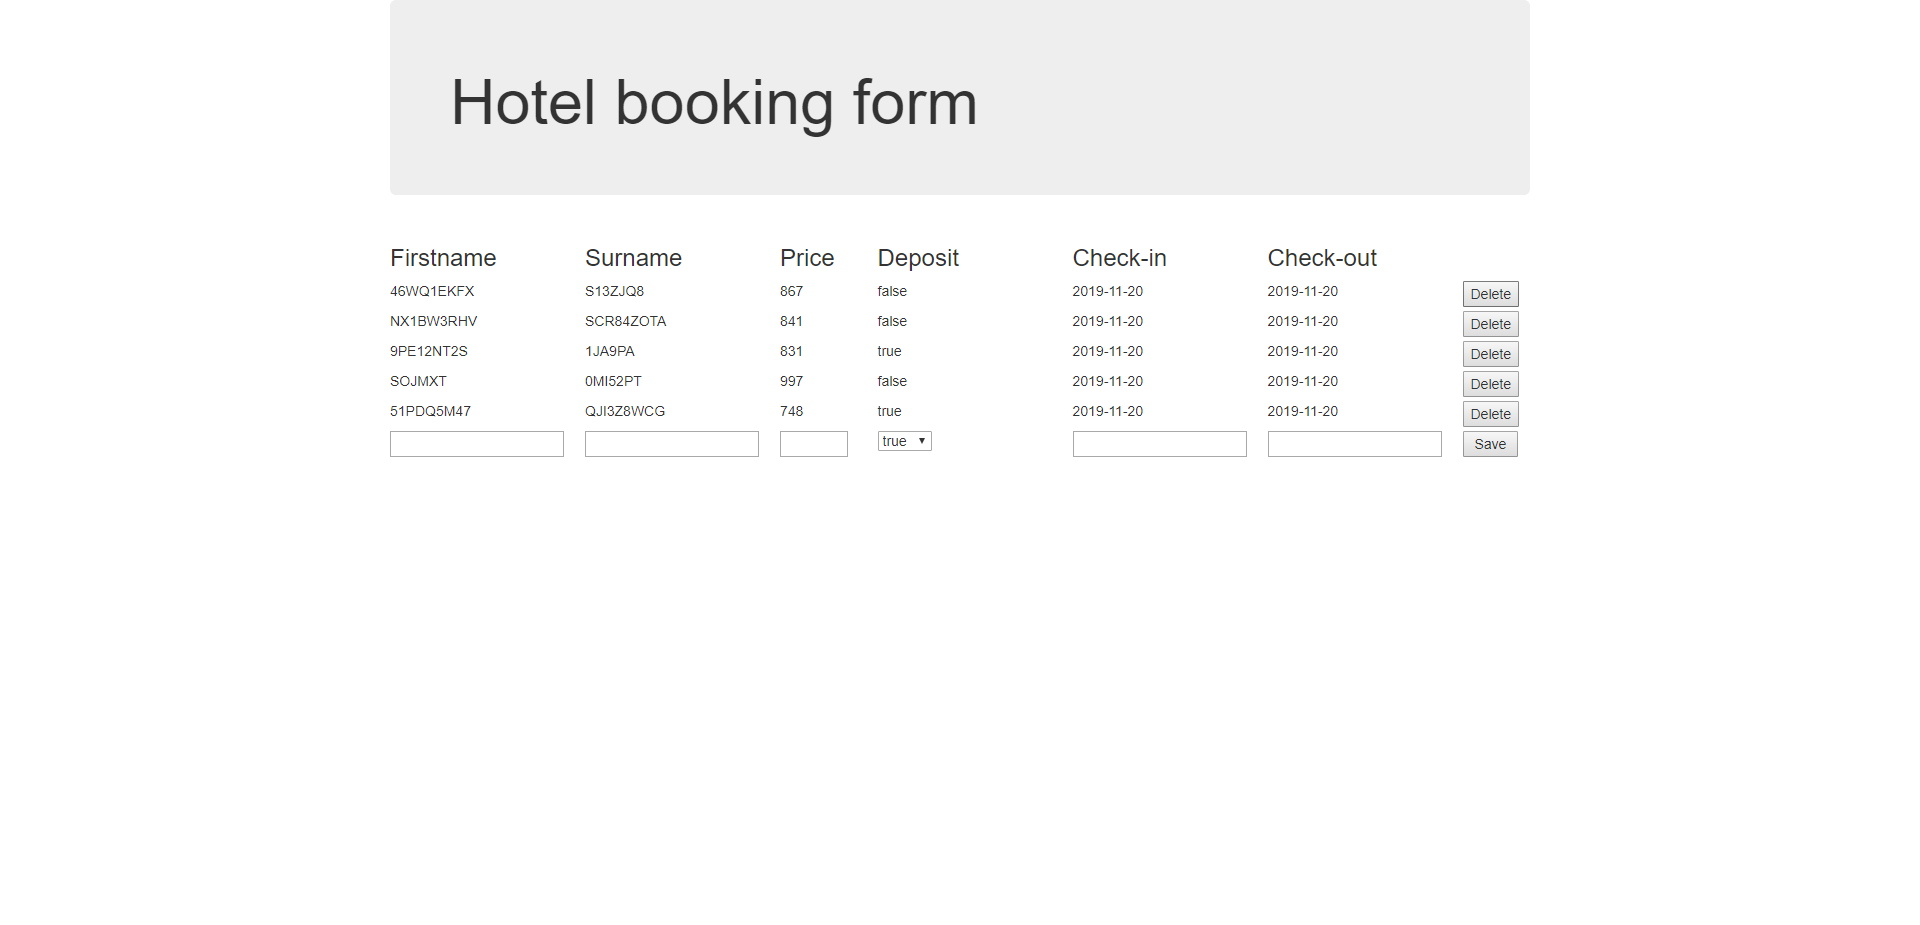 Hotel booking form
Firstname Surname Price Deposit Check-in Check-out
46WQ1EKFX S13ZJQ8 867 false 2019-11-20 2019-11-20 Delete
NX1BW3RHV SCR84ZOTA 841 false 2019-11-20 2019-11-20 Delete
9PE12NT2S 1JA9PA 831 true 2019-11-20 2019-11-20 Delete
SOJMXT 0MI52PT 997 false 2019-11-20 2019-11-20 Delete
51PDQ5M47 QJI3Z8WCG 748 true 2019-11-20 2019-11-20 Delete
true Save